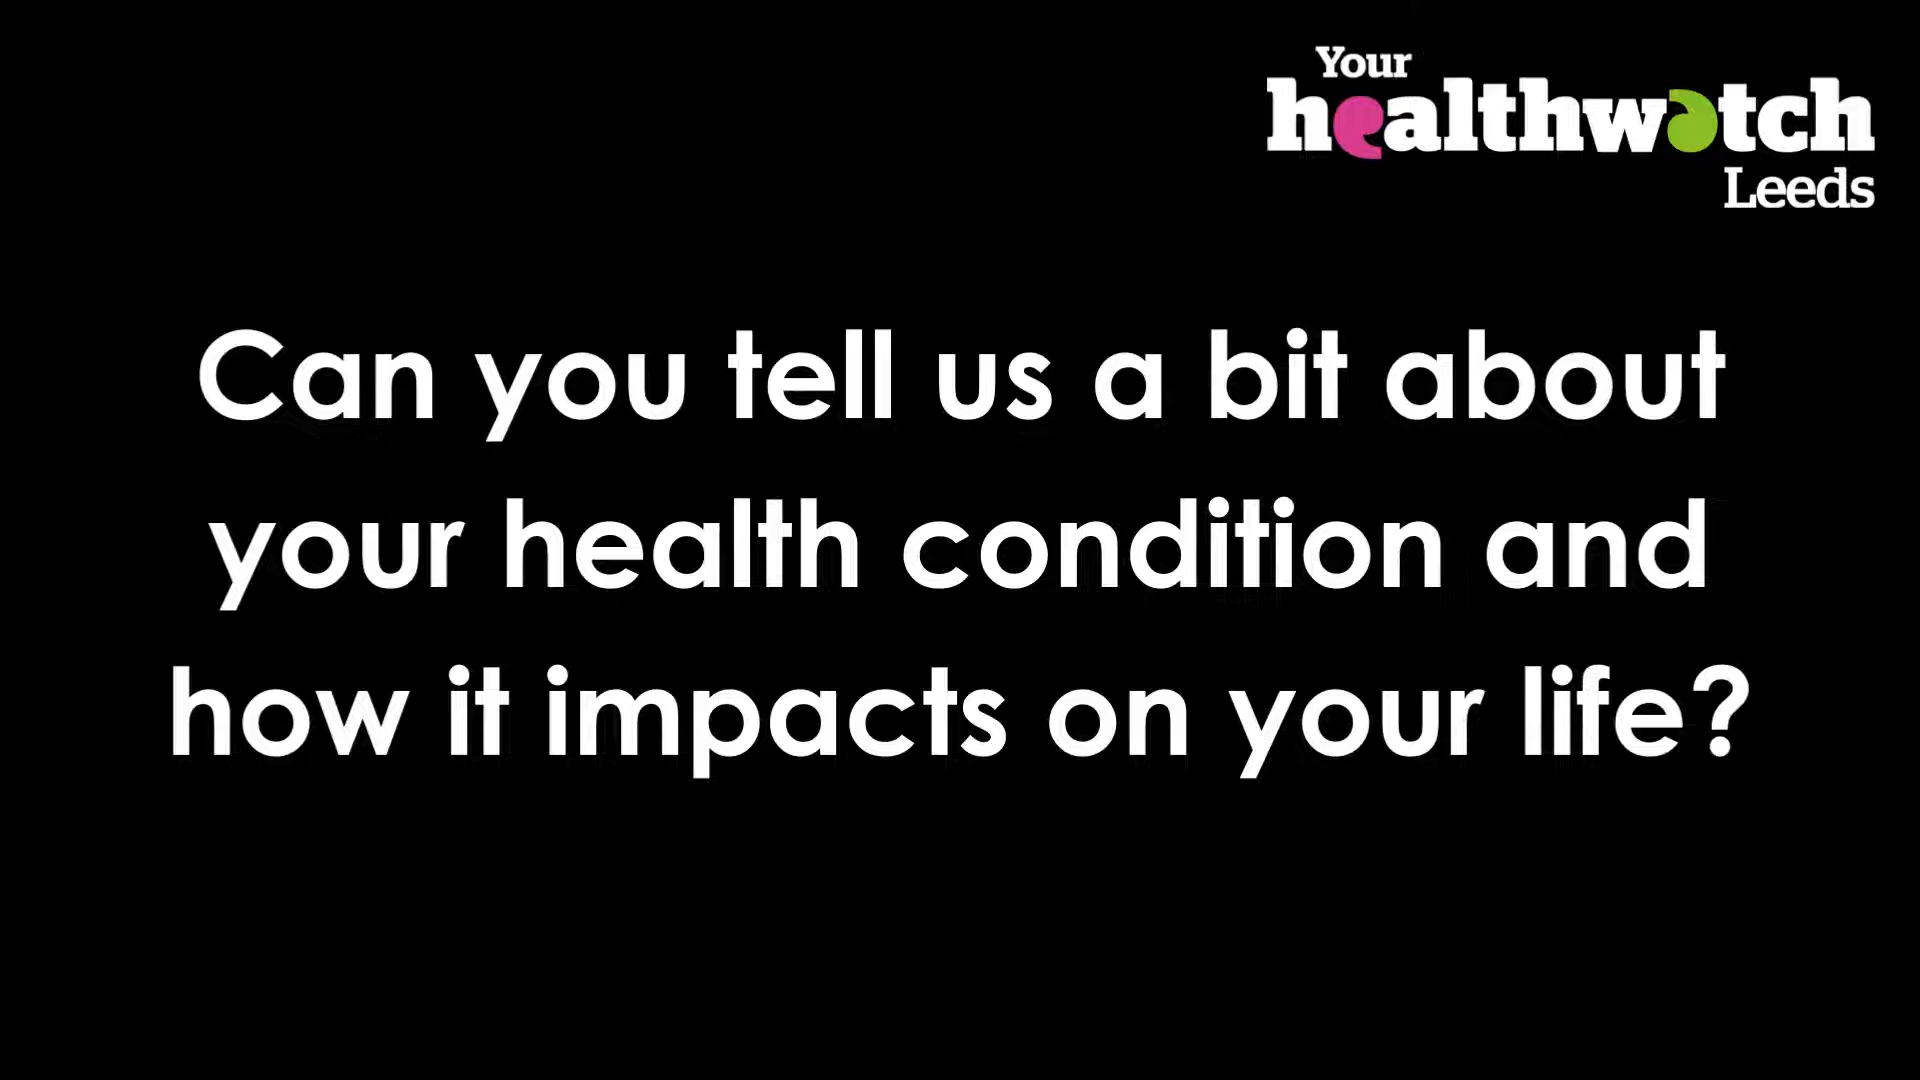 Your
healthwatch
Leeds
Can you tell us a bit about
your health condition and
how it impacts on your life?